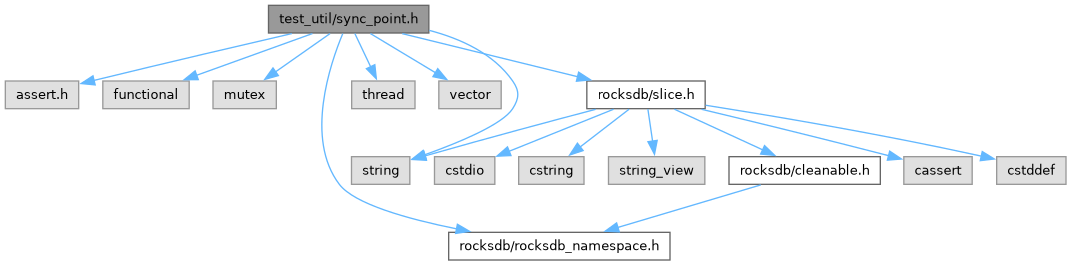 test_util/sync_point.h
assert.h
functional
mutex
thread
vector
rocksdb/slice.h
string
cstdio
cstring
string_view
rocksdb/cleanable.h
cassert
cstddef
rocksdb/rocksdb_namespace.h